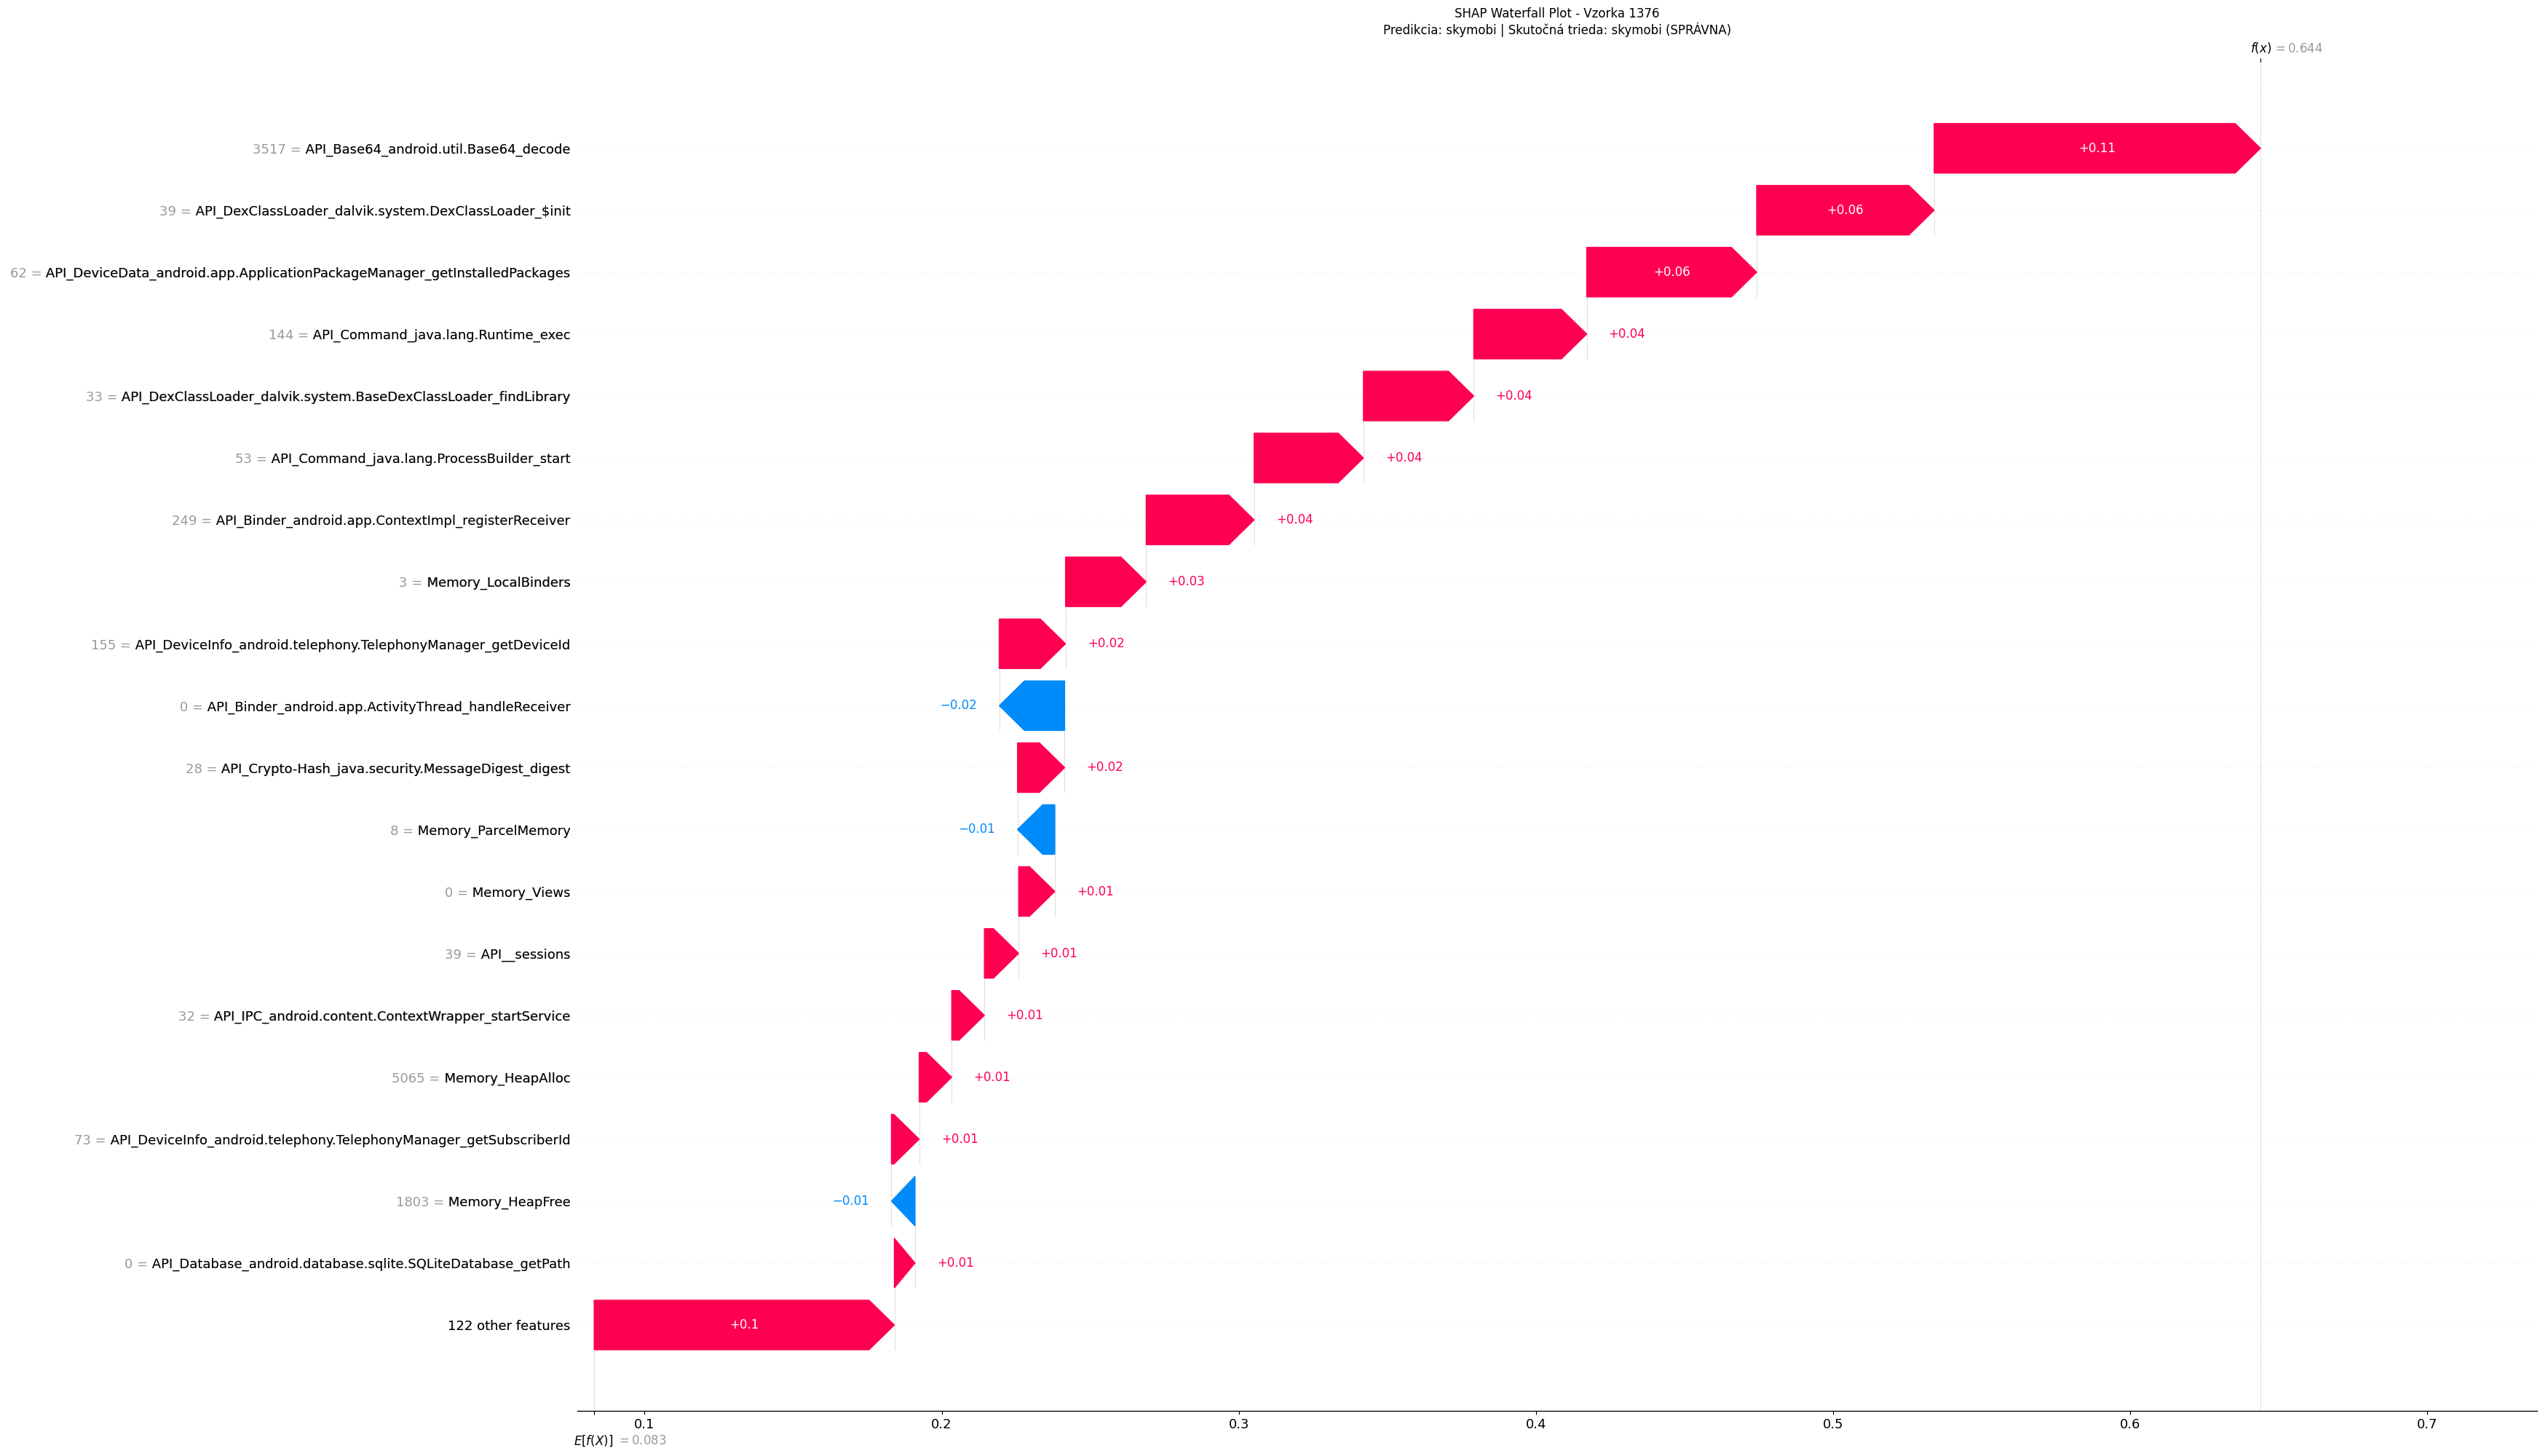 SHAP Waterfall Plot - Vzorka 1376
Predikcia: skymobi | Skutočná trieda: skymobi (SPRÁVNA)
f(x) = 0.644
3517 = API_Base64_android.util.Base64_decode
+0.11
39 = API_DexClassLoader_dalvik.system.DexClassLoader_$init
+0.06
62 = API_DeviceData_android.app.ApplicationPackageManager_getInstalledPackages
+0.06
144 = API_Command_java.lang.Runtime_exec
+0.04
33 = API_DexClassLoader_dalvik.system.BaseDexClassLoader_findLibrary
+0.04
53 = API_Command_java.lang.ProcessBuilder_start
+0.04
249 = API_Binder_android.app.ContextImpl_registerReceiver
+0.04
3 = Memory_LocalBinders
+0.03
155 = API_DeviceInfo_android.telephony.TelephonyManager_getDeviceId
+0.02
0 = API_Binder_android.app.ActivityThread_handleReceiver
−0.02
28 = API_Crypto-Hash_java.security.MessageDigest_digest
+0.02
8 = Memory_ParcelMemory
−0.01
0 = Memory_Views
+0.01
39 = API__sessions
+0.01
32 = API_IPC_android.content.ContextWrapper_startService
+0.01
5065 = Memory_HeapAlloc
+0.01
73 = API_DeviceInfo_android.telephony.TelephonyManager_getSubscriberId
+0.01
1803 = Memory_HeapFree
−0.01
0 = API_Database_android.database.sqlite.SQLiteDatabase_getPath
+0.01
122 other features
+0.1
0.1 0.2 0.3 0.4 0.5 0.6 0.7
E[f(X)] = 0.083